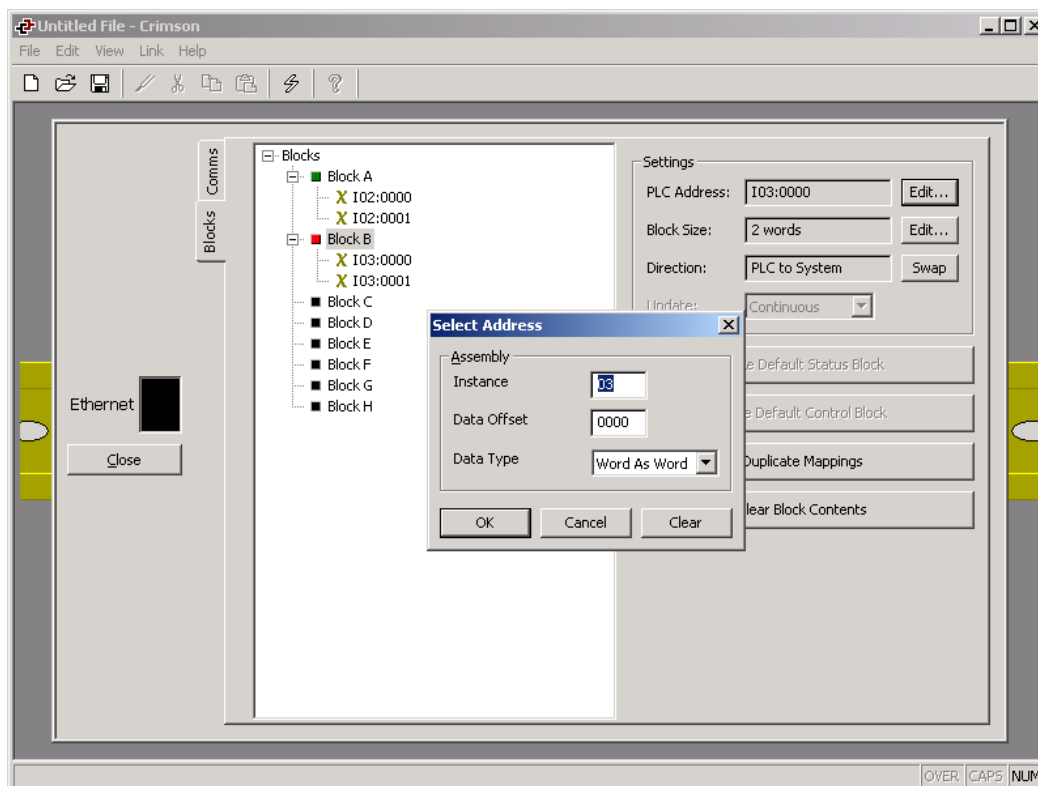 Untitled File - Crimson
File Edit View Link Help
Comms
Blocks
Blocks
Block A
I02:0000
I02:0001
Block B
I03:0000
I03:0001
Block C
Block D
Block E
Block F
Block G
Block H
Ethernet
Close
Settings
PLC Address: I03:0000 Edit...
Block Size: 2 words Edit...
Direction: PLC to System Swap
Update: Continuous
Select Address
Assembly
Instance 03
Data Offset 0000
Data Type Word As Word
OK Cancel Clear
e Default Status Block
e Default Control Block
Duplicate Mappings
lear Block Contents
OVER CAPS NUM